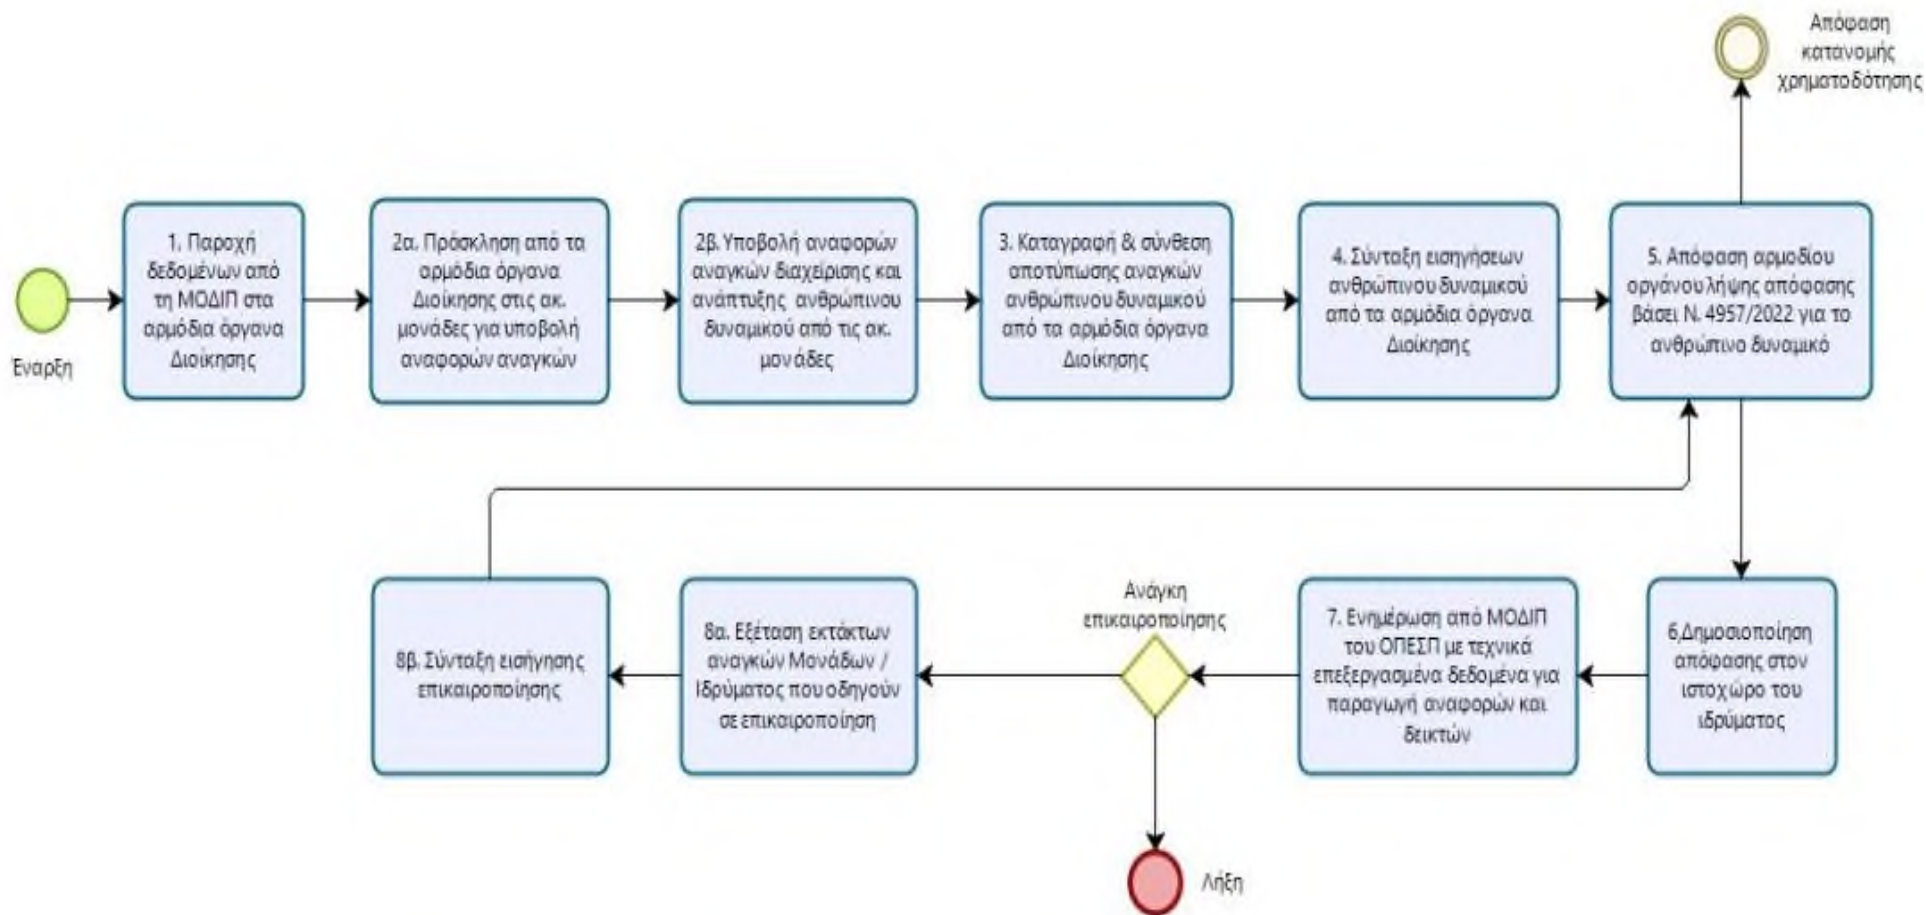 Απόφαση
κατανομής
χρηματοδότησης
Έναρξη
1. Παροχή
δεδομένων από
τη ΜΟΔΙΠ στα
αρμόδια όργανα
Διοίκησης
2α. Πρόσκληση από τα
αρμόδια όργανα
Διοίκησης στις ακ.
μονάδες για υποβολή
αναφορών αναγκών
2β. Υποβολή αναφορών
αναγκών διαχείρισης και
ανάπτυξης ανθρώπινου
δυναμικού από τις ακ.
μονάδες
3. Καταγραφή & σύνθεση
αποτύπωσης αναγκών
ανθρώπινου δυναμικού
από τα αρμόδια όργανα
Διοίκησης
4. Σύνταξη εισηγήσεων
ανθρώπινου δυναμικού
από τα αρμόδια όργανα
Διοίκησης
5. Απόφαση αρμοδίου
οργάνου λήψης απόφασης
βάσει Ν. 4957/2022 για το
ανθρώπινο δυναμικό
6,Δημοσιοποίηση
απόφασης στον
ιστοχώρο του
ιδρύματος
7. Ενημέρωση από ΜΟΔΙΠ
του ΟΠΕΣΠ με τεχνικά
επεξεργασμένα δεδομένα για
παραγωγή αναφορών και
δεικτών
Ανάγκη
επικαιροποίησης
8α. Εξέταση εκτάκτων
αναγκών Μονάδων /
Ιδρύματος που οδηγούν
σε επικαιροποίηση
8β. Σύνταξη εισήγησης
επικαιροποίησης
Λήξη